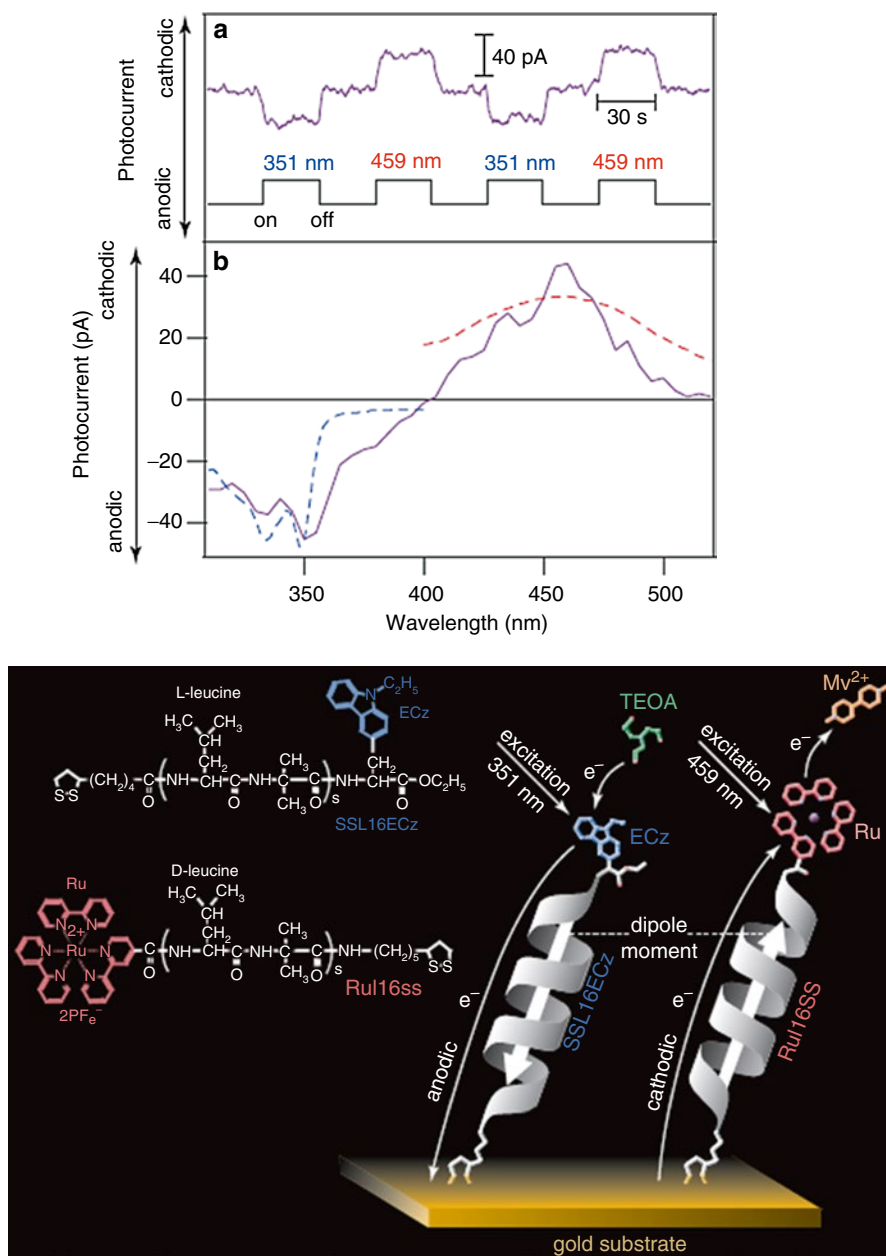 a
cathodic
Photocurrent
anodic
40 pA
30 s
351 nm
459 nm
351 nm
459 nm
on
off
b
cathodic
Photocurrent (pA)
anodic
40
20
0
−20
−40
350
400
450
500
Wavelength (nm)
L-leucine
H₃C
CH₃
CH
CH₂
N
C₂H₅
ECz
S-S
(CH₂)₄
C
O
(NH
CH
C
O
NH
C
CH₃
CH₃
C
O
)s
NH
CH₂
CH
C
O
OC₂H₅
SSL16ECz
D-leucine
H₃C
CH₃
CH
CH₂
Ru
2+
Ru
N
N
N
N
N
N
2PFe⁻
C
O
(NH
CH
C
O
NH
C
CH₃
CH₃
C
O
)s
NH
(CH₂)₅
S-S
Rul16ss
excitation
351 nm
TEOA
e⁻
ECz
excitation
459 nm
e⁻
Mv²⁺
Ru
dipole
moment
e⁻
anodic
SSL16ECz
e⁻
cathodic
Rul16SS
gold substrate